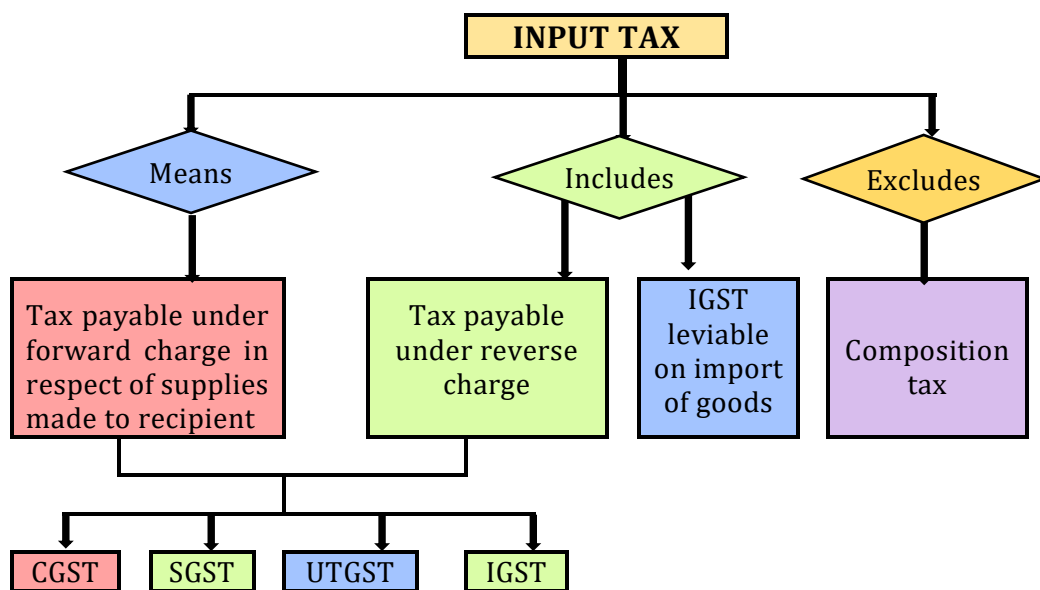 INPUT TAX
Means
Includes
Excludes
Tax payable under
forward charge in
respect of supplies
made to recipient
Tax payable
under reverse
charge
IGST
leviable
on import
of goods
Composition
tax
CGST
SGST
UTGST
IGST